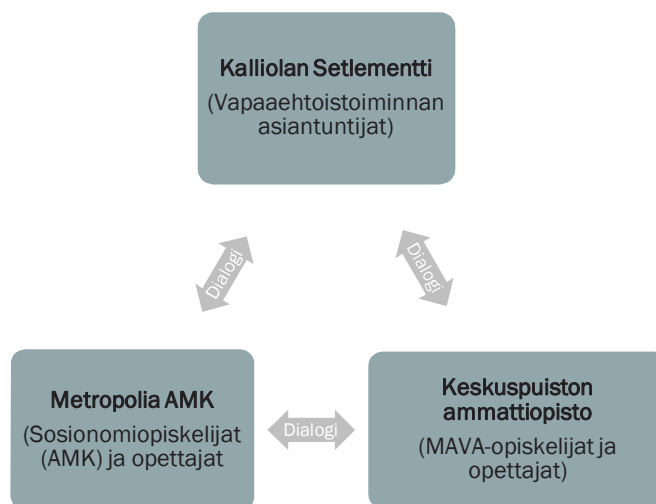 Kalliolan Setlementti
(Vapaaehtoistoiminnan
asiantuntijat)
Dialogi
Dialogi
Metropolia AMK
(Sosionomiopiskelijat
(AMK) ja opettajat
Dialogi
Keskuspuiston
ammattiopisto
(MAVA-opiskelijat ja
opettajat)